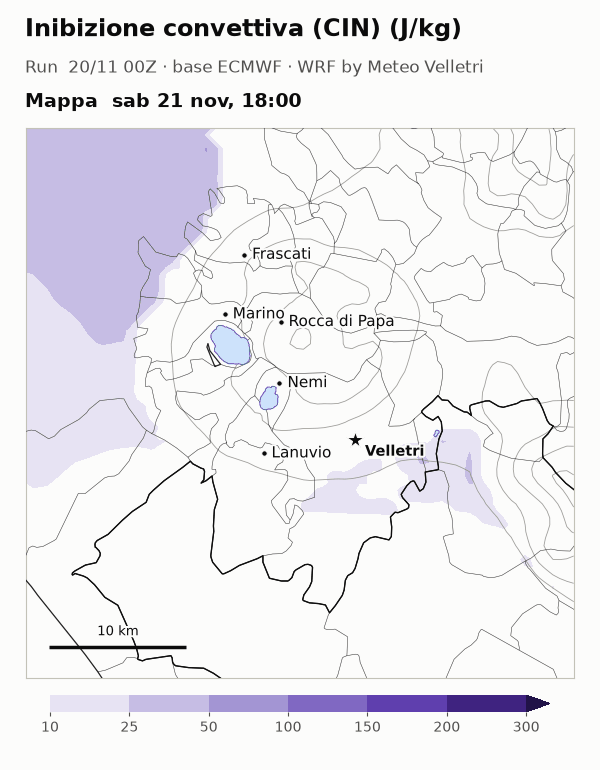 Inibizione convettiva (CIN) (J/kg)
Run  20/11 00Z · base ECMWF · WRF by Meteo Velletri
Mappa  sab 21 nov, 18:00
Frascati
Marino
Rocca di Papa
Nemi
Velletri
Lanuvio
10 km
10 25 50 100 150 200 300